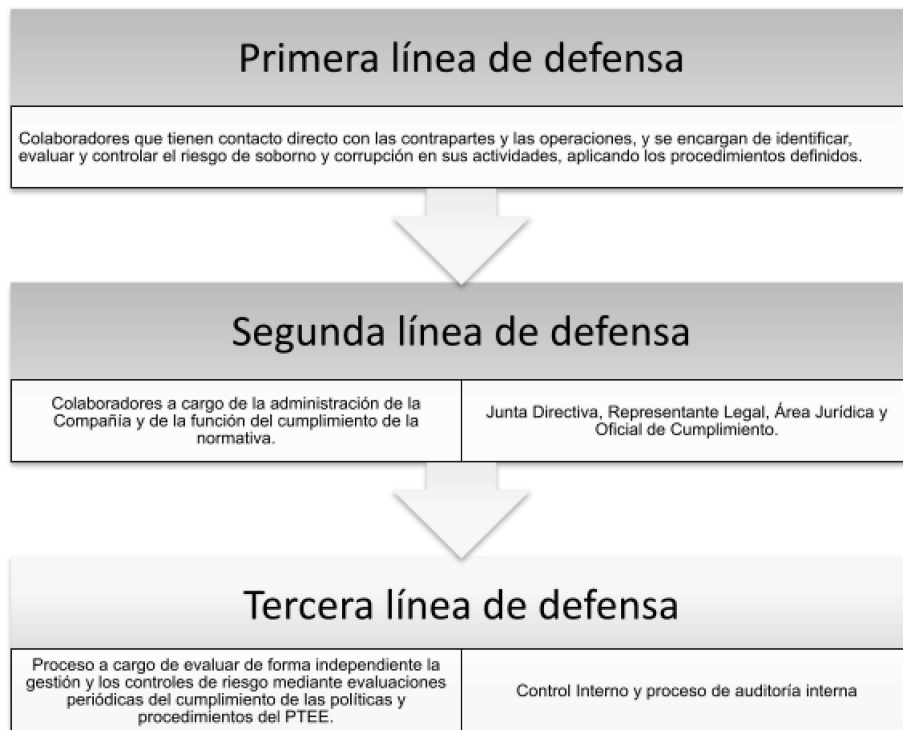 Primera línea de defensa
Colaboradores que tienen contacto directo con las contrapartes y las operaciones, y se encargan de identificar,
evaluar y controlar el riesgo de soborno y corrupción en sus actividades, aplicando los procedimientos definidos.
Segunda línea de defensa
Colaboradores a cargo de la administración de la
Compañía y de la función del cumplimiento de la
normativa.
Junta Directiva, Representante Legal, Área Jurídica y
Oficial de Cumplimiento.
Tercera línea de defensa
Proceso a cargo de evaluar de forma independiente la
gestión y los controles de riesgo mediante evaluaciones
periódicas del cumplimiento de las políticas y
procedimientos del PTEE.
Control Interno y proceso de auditoría interna